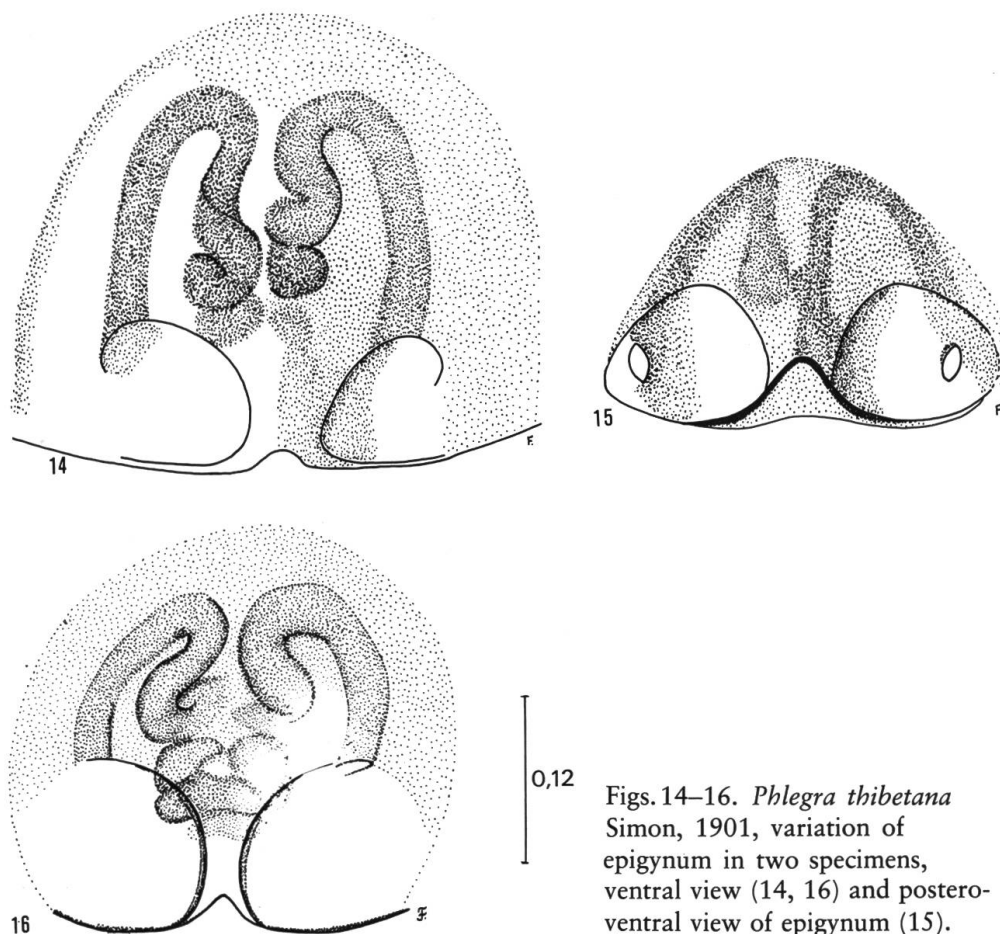 14
F.
15
F.
16
F.
0,12
Figs. 14–16. Phlegra thibetana
Simon, 1901, variation of
epigynum in two specimens,
ventral view (14, 16) and postero-
ventral view of epigynum (15).